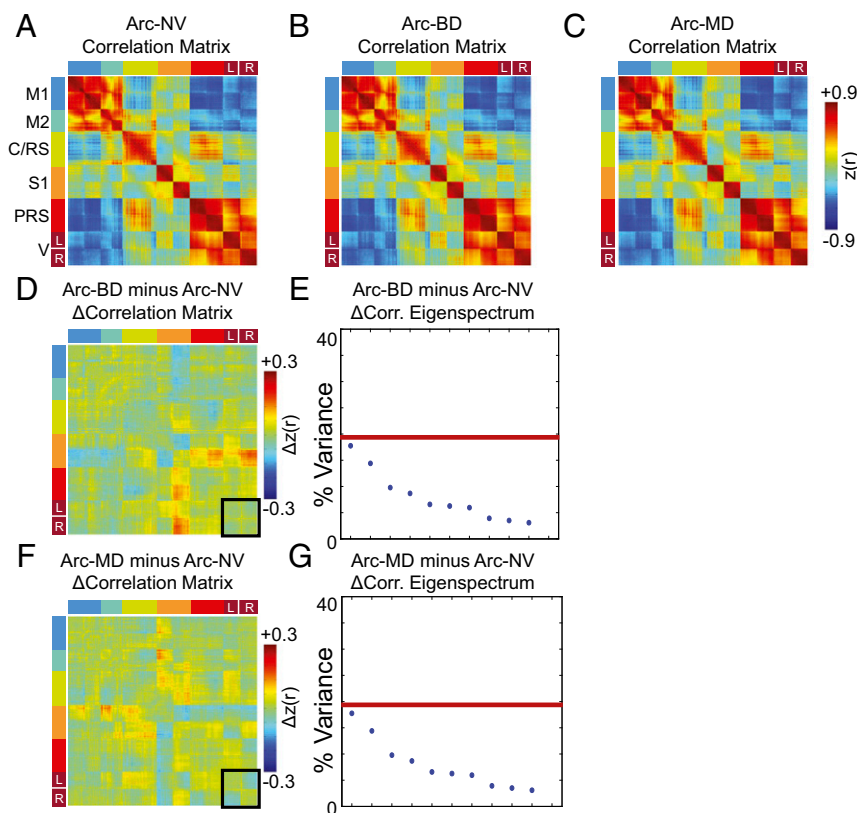 A
Arc-NV
Correlation Matrix
L R
M1
M2
C/RS
S1
PRS
V
L
R
B
Arc-BD
Correlation Matrix
L R
L
R
C
Arc-MD
Correlation Matrix
L R
L
R
+0.9
z(r)
-0.9
D
Arc-BD minus Arc-NV
ΔCorrelation Matrix
L R
L
R
+0.3
Δz(r)
-0.3
E
Arc-BD minus Arc-NV
ΔCorr. Eigenspectrum
40
% Variance
0
F
Arc-MD minus Arc-NV
ΔCorrelation Matrix
L R
L
R
+0.3
Δz(r)
-0.3
G
Arc-MD minus Arc-NV
ΔCorr. Eigenspectrum
40
% Variance
0